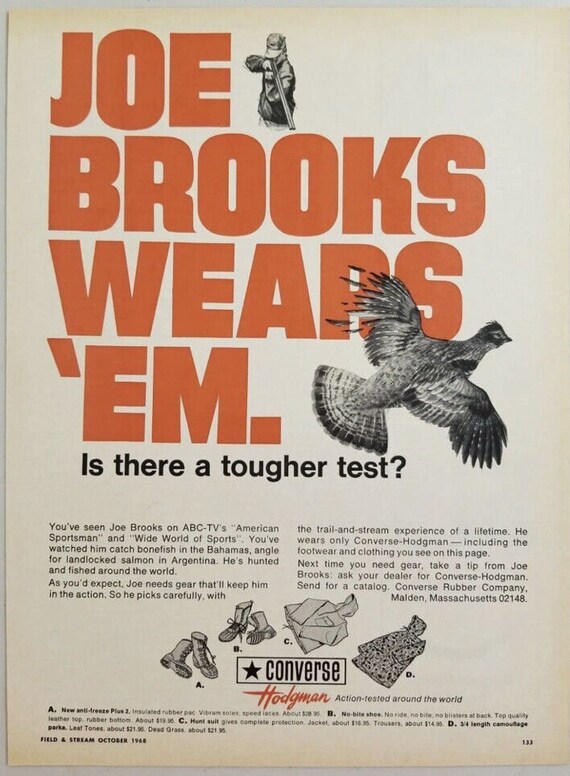 JOE
BROOKS
WEARS
'EM.
Is there a tougher test?
You've seen Joe Brooks on ABC-TV's "American
Sportsman" and "Wide World of Sports". You've
watched him catch bonefish in the Bahamas, angle
for landlocked salmon in Argentina. He's hunted
and fished around the world.
As you'd expect, Joe needs gear that'll keep him
in the action. So he picks carefully, with
the trail-and-stream experience of a lifetime. He
wears only Converse-Hodgman — including the
footwear and clothing you see on this page.
Next time you need gear, take a tip from Joe
Brooks: ask your dealer for Converse-Hodgman.
Send for a catalog. Converse Rubber Company,
Malden, Massachusetts 02148.
A.
B.
C.
D.
★ converse
Hodgman Action-tested around the world
A. New anti-freeze Plus 2. Insulated rubber pac. Vibram soles, speed laces. About $28.95. B. No-bite shoe. No ride, no bite, no blisters at back. Top quality
leather top, rubber bottom. About $19.95. C. Hunt suit gives complete protection. Jacket, about $16.95. Trousers, about $14.95. D. 3/4 length camouflage
parka. Leaf Tones, about $21.95. Dead Grass, about $21.95.
FIELD & STREAM OCTOBER 1968
133